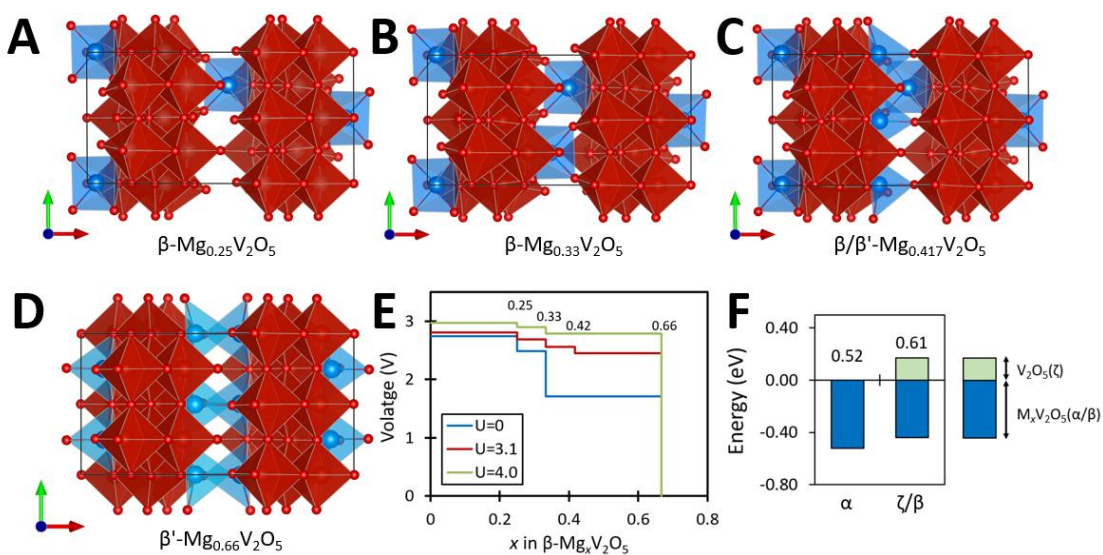 A
B
C
β-Mg0.25V2O5
β-Mg0.33V2O5
β/β'-Mg0.417V2O5
D
E
F
β'-Mg0.66V2O5
Volatge (V)
3
2
1
0
0.25
0.33
0.42
0.66
U=0
U=3.1
U=4.0
0
0.2
0.4
0.6
0.8
x in β-MgxV2O5
Energy (eV)
0.40
0.00
-0.40
-0.80
0.52
0.61
α
ζ/β
V2O5(ζ)
MxV2O5(α/β)